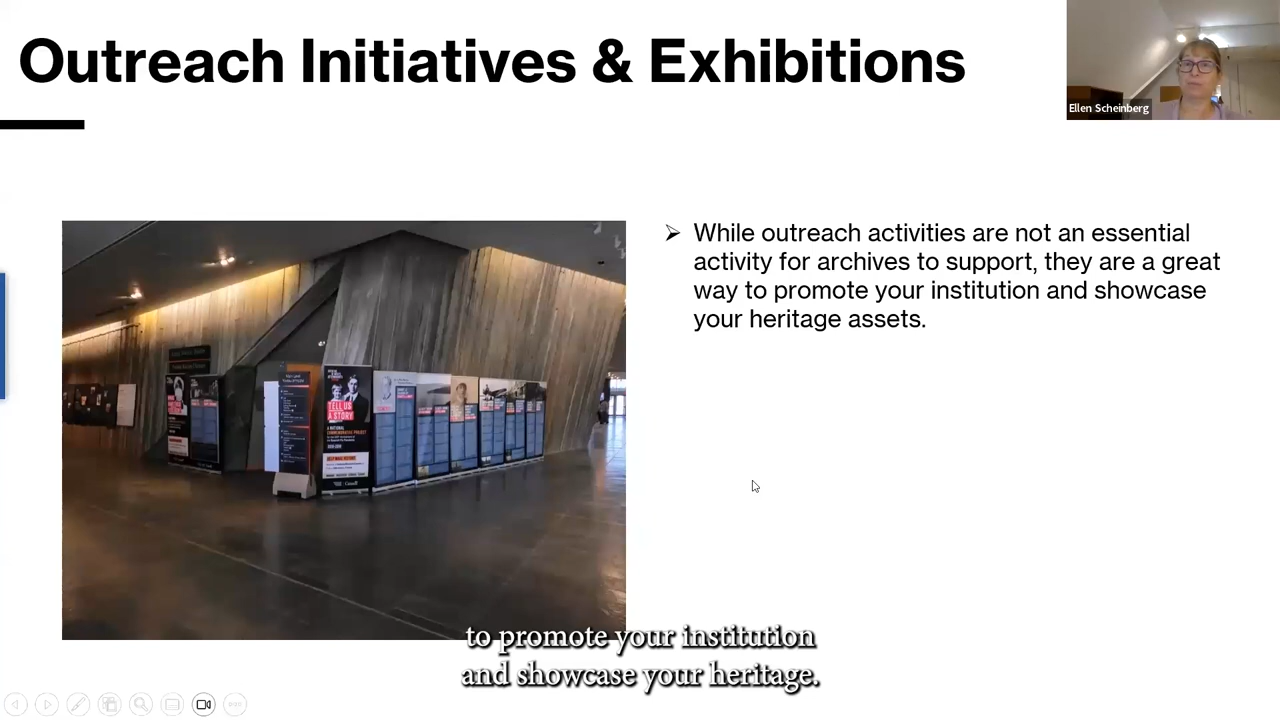 Outreach Initiatives & Exhibitions
Ellen Scheinberg
While outreach activities are not an essential
activity for archives to support, they are a great
way to promote your institution and showcase
your heritage assets.
TELL US
A STORY
Canada
to promote your institution
and showcase your heritage.